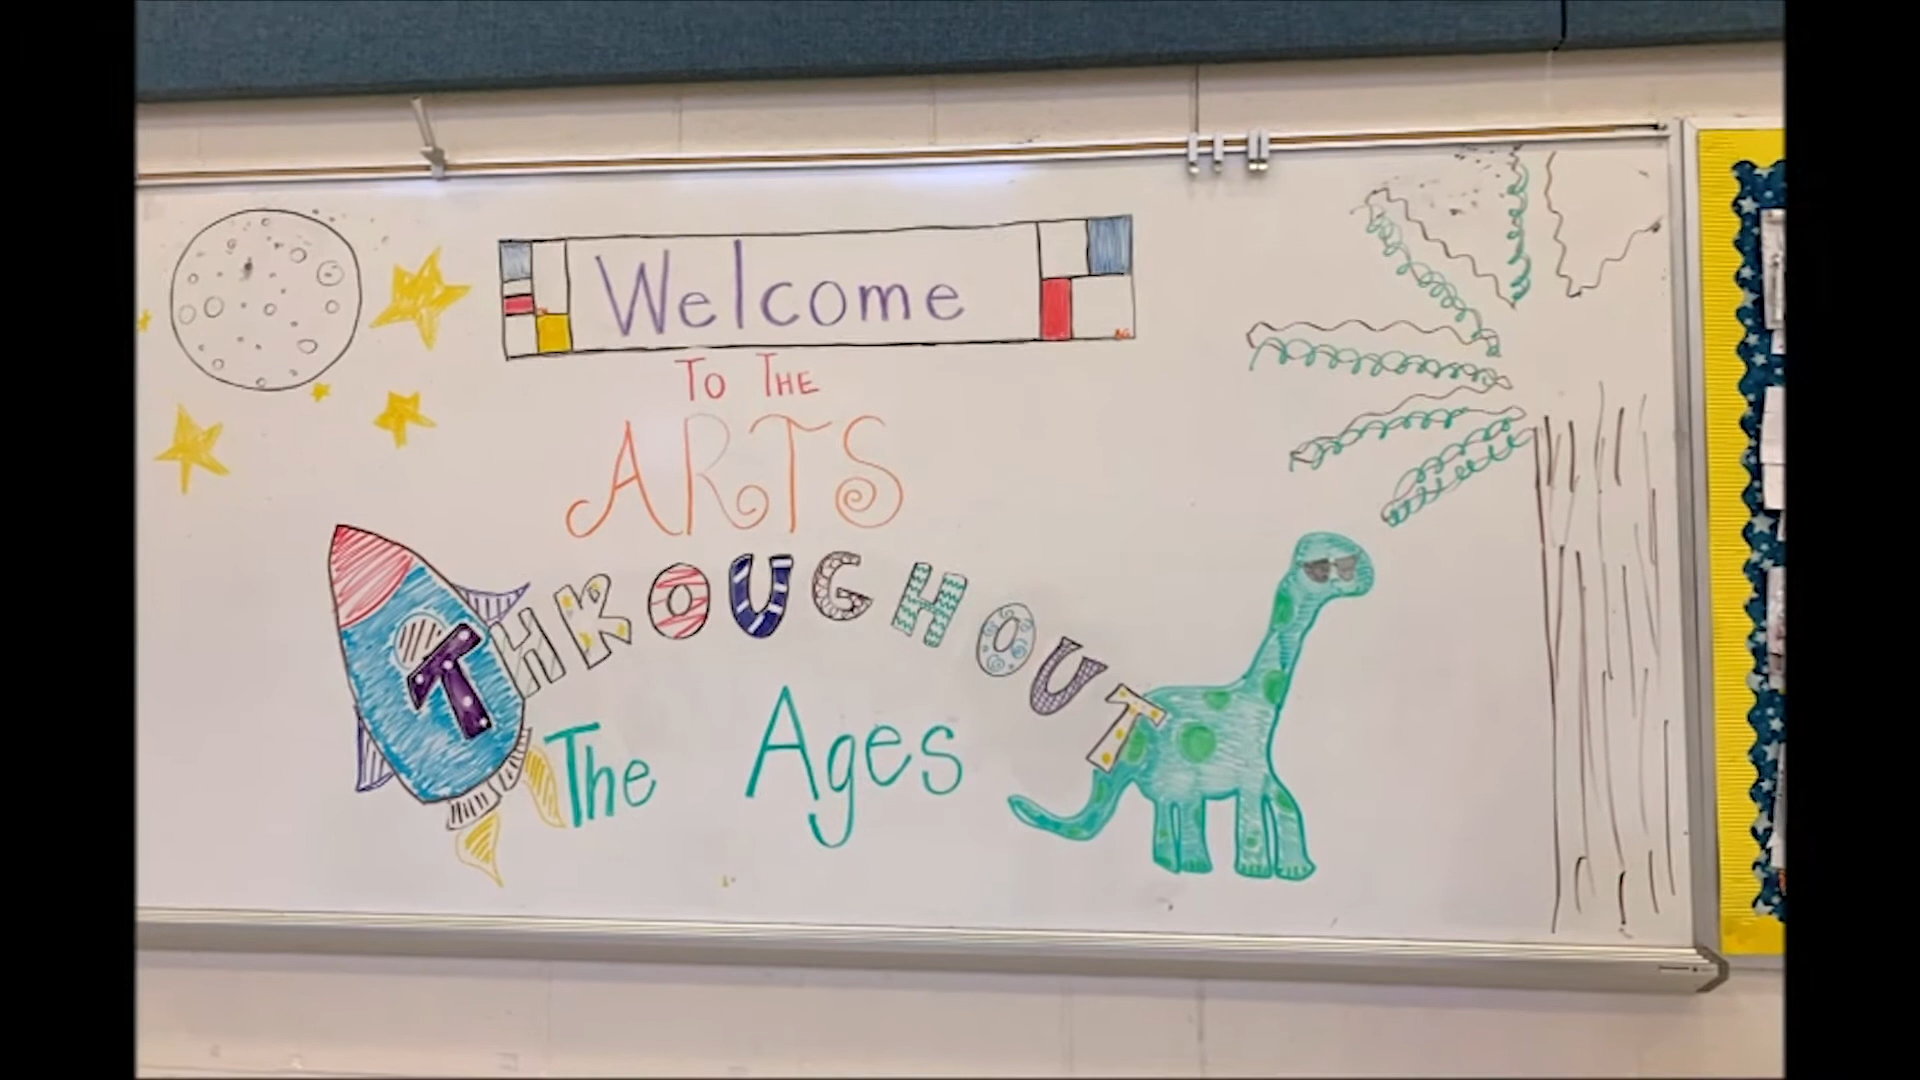 Welcome
TO THE
ARTS
THROUGHOUT
The Ages